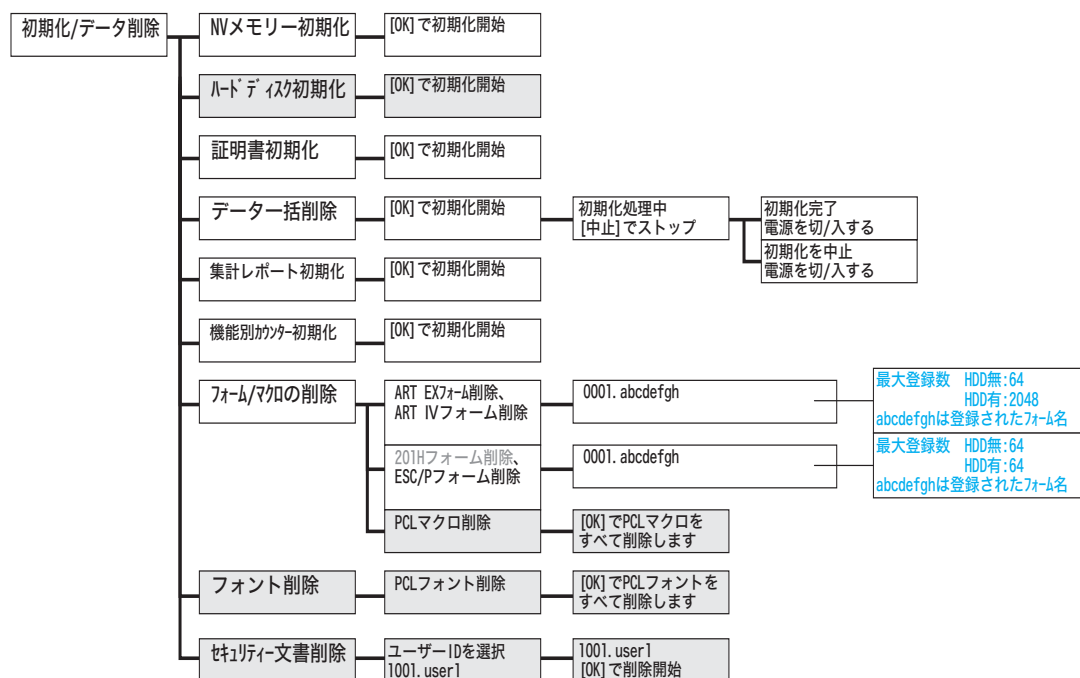 初期化/データ削除
NVメモリー初期化
[OK]で初期化開始
ハードディスク初期化
[OK]で初期化開始
証明書初期化
[OK]で初期化開始
データ一括削除
[OK]で初期化開始
初期化処理中
[中止]でストップ
初期化完了
電源を切/入する
初期化を中止
電源を切/入する
集計レポート初期化
[OK]で初期化開始
機能別カウンター初期化
[OK]で初期化開始
フォーム/マクロの削除
ART EXフォーム削除、
ART IVフォーム削除
0001.abcdefgh
最大登録数 HDD無:64
HDD有:2048
abcdefghは登録されたフォーム名
201Hフォーム削除、
ESC/Pフォーム削除
0001.abcdefgh
最大登録数 HDD無:64
HDD有:64
abcdefghは登録されたフォーム名
PCLマクロ削除
[OK]でPCLマクロを
すべて削除します
フォント削除
PCLフォント削除
[OK]でPCLフォントを
すべて削除します
セキュリティー文書削除
ユーザーIDを選択
1001.user1
1001.user1
[OK]で削除開始